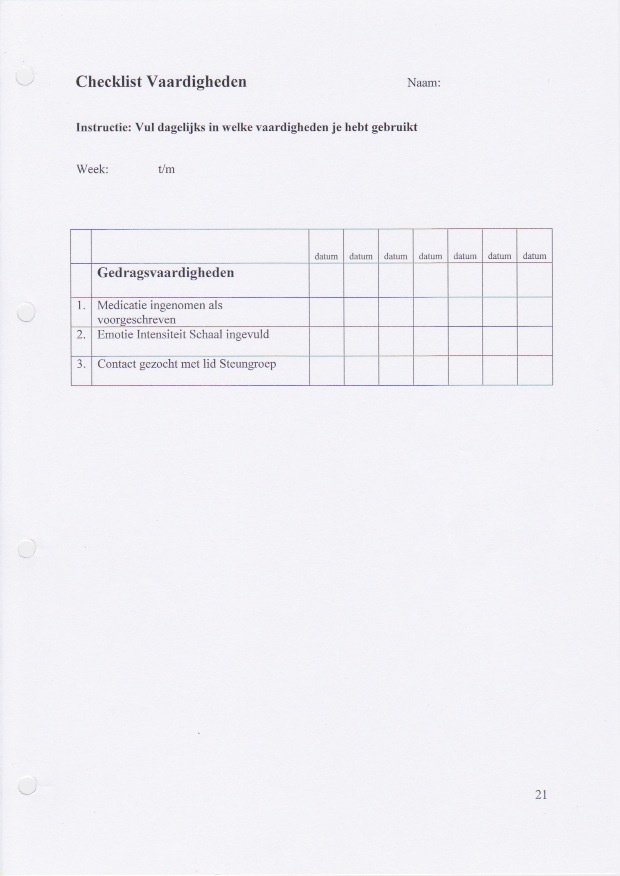 Checklist Vaardigheden Naam:
Instructie: Vul dagelijks in welke vaardigheden je hebt gebruikt
Week: t/m
datum datum datum datum datum datum datum
Gedragsvaardigheden
1. Medicatie ingenomen als
voorgeschreven
2. Emotie Intensiteit Schaal ingevuld
3. Contact gezocht met lid Steungroep
21